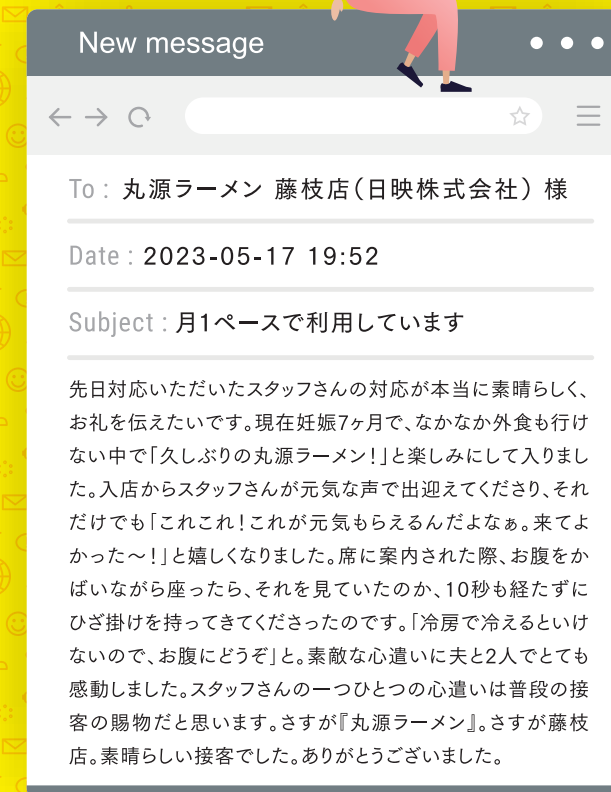 New message
To : 丸源ラーメン 藤枝店（日映株式会社） 様
Date : 2023-05-17 19:52
Subject : 月1ペースで利用しています
先日対応いただいたスタッフさんの対応が本当に素晴らしく、
お礼を伝えたいです。現在妊娠7ヶ月で、なかなか外食も行け
ない中で「久しぶりの丸源ラーメン！」と楽しみにして入りまし
た。入店からスタッフさんが元気な声で出迎えてくださり、それ
だけでも「これこれ！これが元気もらえるんだよなぁ。来てよ
かった〜！」と嬉しくなりました。席に案内された際、お腹をか
ばいながら座ったら、それを見ていたのか、10秒も経たずに
ひざ掛けを持ってきてくださったのです。「冷房で冷えるといけ
ないので、お腹にどうぞ」と。素敵な心遣いに夫と2人でとても
感動しました。スタッフさんの一つひとつの心遣いは普段の接
客の賜物だと思います。さすが『丸源ラーメン』。さすが藤枝
店。素晴らしい接客でした。ありがとうございました。